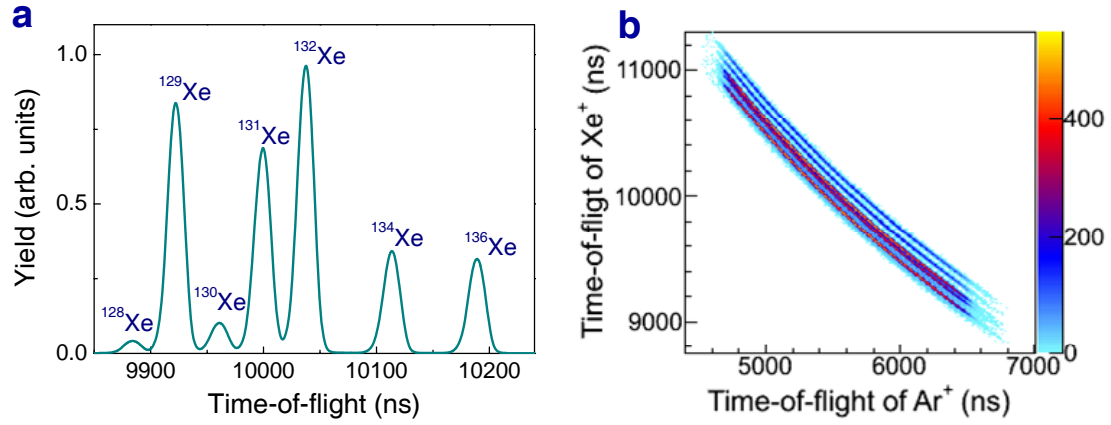 a
1.0
0.5
0.0
Yield (arb. units)
¹²⁸Xe
¹²⁹Xe
¹³⁰Xe
¹³¹Xe
¹³²Xe
¹³⁴Xe
¹³⁶Xe
9900
10000
10100
10200
Time-of-flight (ns)
b
11000
10000
9000
Time-of-fligt of Xe⁺ (ns)
5000
6000
7000
Time-of-flight of Ar⁺ (ns)
400
200
0